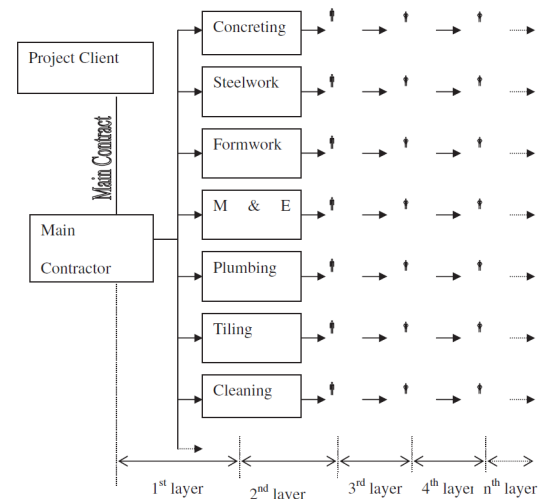 Project Client
Main Contract
Main
Contractor
Concreting
Steelwork
Formwork
M & E
Plumbing
Tiling
Cleaning
1st layer
2nd layer
3rd layer
4th layer
nth layer